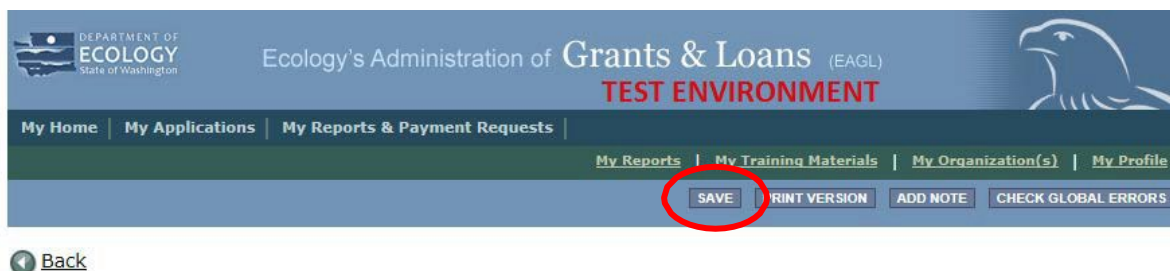 DEPARTMENT OF
ECOLOGY
State of Washington
Ecology's Administration of Grants & Loans (EAGL)
TEST ENVIRONMENT
My Home | My Applications | My Reports & Payment Requests |
My Reports | My Training Materials | My Organization(s) | My Profile
SAVE PRINT VERSION ADD NOTE CHECK GLOBAL ERRORS
Back